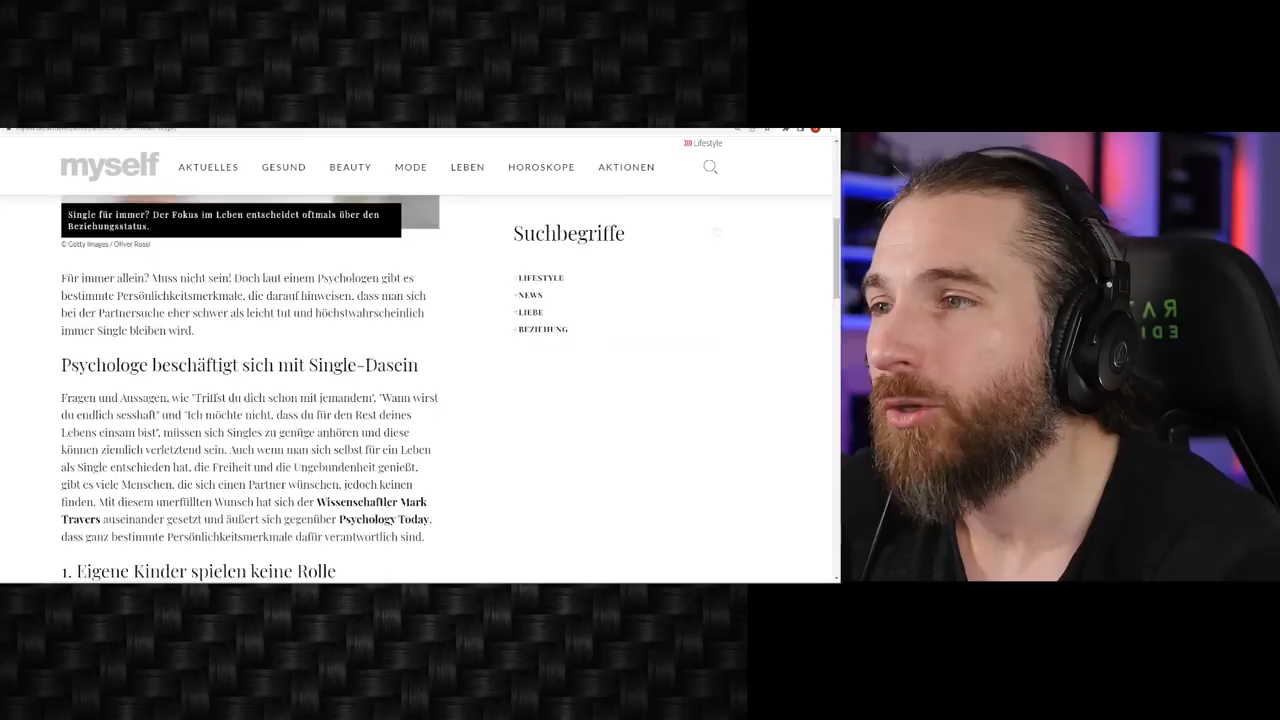 Lifestyle
myself AKTUELLES GESUND BEAUTY MODE LEBEN HOROSKOPE AKTIONEN
Single für immer? Der Fokus im Leben entscheidet oftmals über den
Beziehungsstatus.
© Getty Images / Oliver Rossi
Für immer allein? Muss nicht sein! Doch laut einem Psychologen gibt es
bestimmte Persönlichkeitsmerkmale, die darauf hinweisen, dass man sich
bei der Partnersuche eher schwer als leicht tut und höchstwahrscheinlich
immer Single bleiben wird.
Psychologe beschäftigt sich mit Single-Dasein
Fragen und Aussagen, wie "Triffst du dich schon mit jemandem", "Wann wirst
du endlich sesshaft" und "Ich möchte nicht, dass du für den Rest deines
Lebens einsam bist", müssen sich Singles zu genüge anhören und diese
können ziemlich verletztend sein. Auch wenn man sich selbst für ein Leben
als Single entschieden hat, die Freiheit und die Ungebundenheit genießt,
gibt es viele Menschen, die sich einen Partner wünschen, jedoch keinen
finden. Mit diesem unerfüllten Wunsch hat sich der Wissenschaftler Mark
Travers auseinander gesetzt und äußert sich gegenüber Psychology Today,
dass ganz bestimmte Persönlichkeitsmerkmale dafür verantwortlich sind.
1. Eigene Kinder spielen keine Rolle
Suchbegriffe
#LIFESTYLE
#NEWS
#LIEBE
#BEZIEHUNG